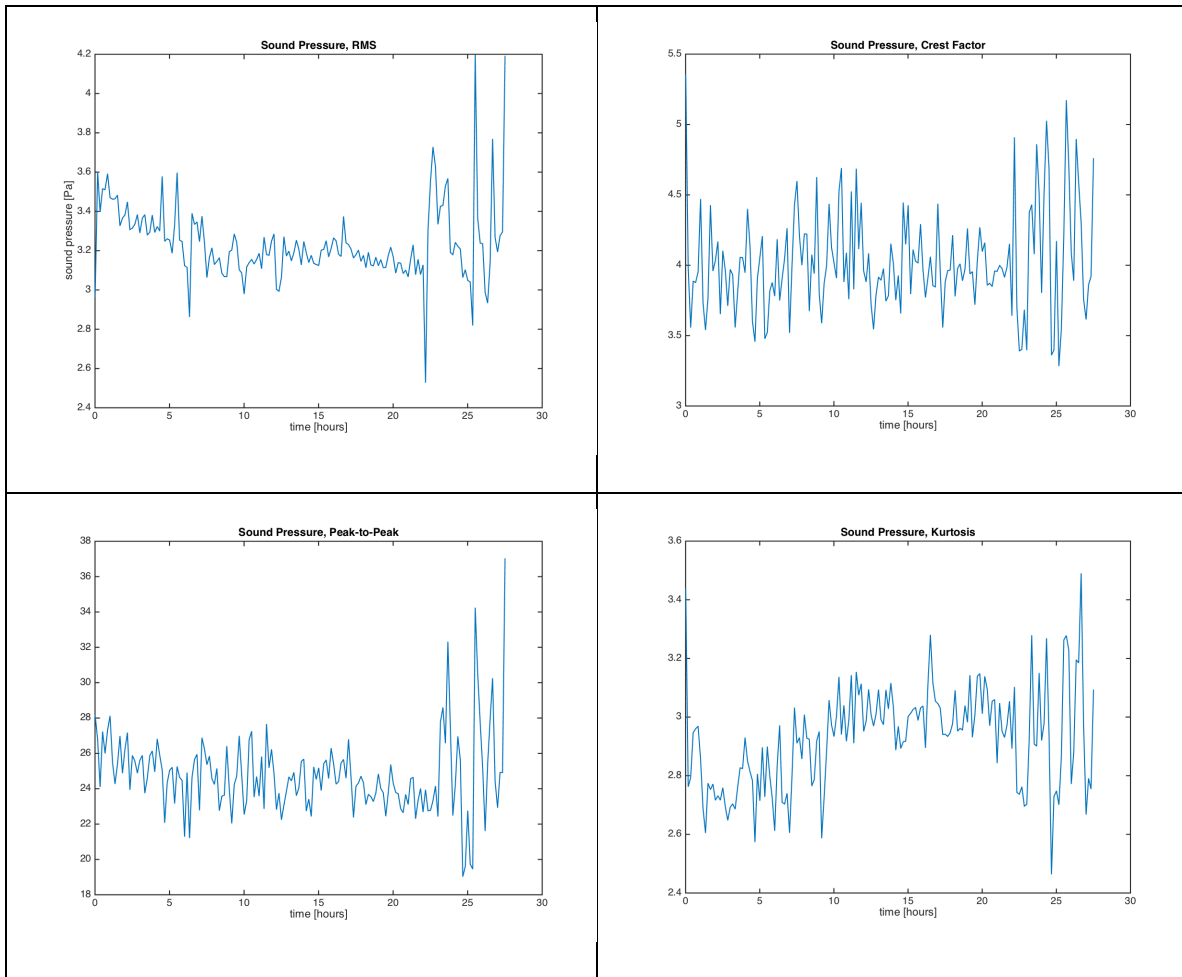 Sound Pressure, RMS
4.2
4
3.8
3.6
3.4
3.2
3
2.8
2.6
2.4
sound pressure [Pa]
0 5 10 15 20 25 30
time [hours]
Sound Pressure, Crest Factor
5.5
5
4.5
4
3.5
3
0 5 10 15 20 25 30
time [hours]
Sound Pressure, Peak-to-Peak
38
36
34
32
30
28
26
24
22
20
18
0 5 10 15 20 25 30
time [hours]
Sound Pressure, Kurtosis
3.6
3.4
3.2
3
2.8
2.6
2.4
0 5 10 15 20 25 30
time [hours]